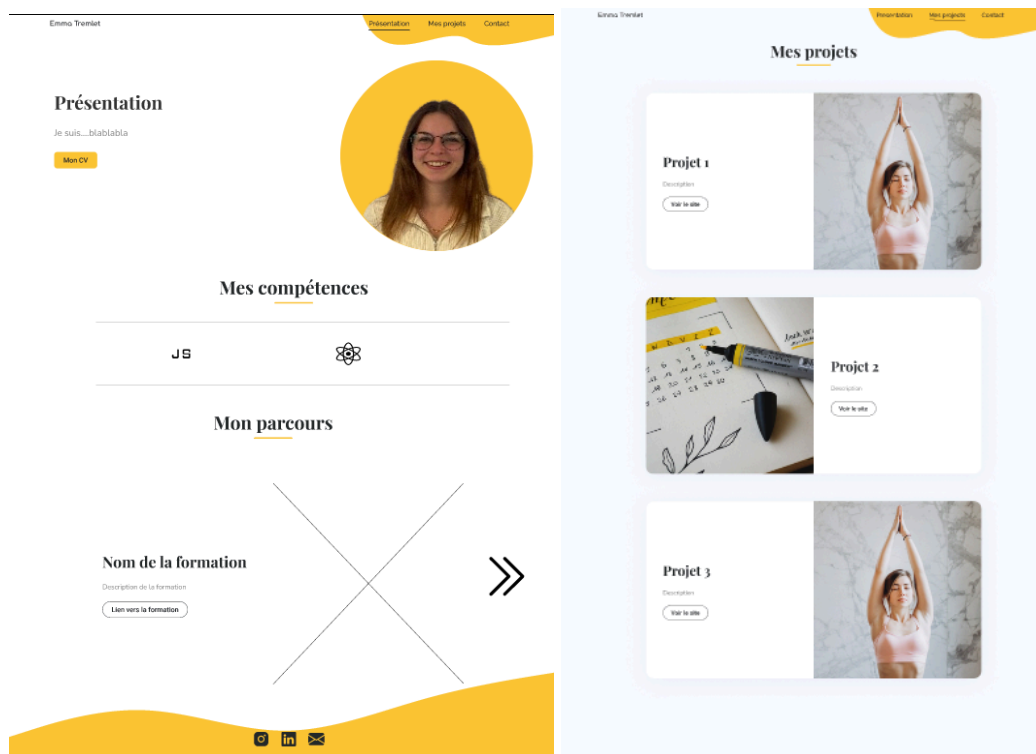 Emma Tremlet
Présentation
Mes projets
Contact
Présentation
Je suis....blablabla
Mon CV
Mes compétences
JS
Mon parcours
Nom de la formation
Description de la formation
Lien vers la formation
Emma Tremlet
Présentation
Mes projects
Contact
Mes projets
Projet 1
Description
Voir le site
Projet 2
Description
Voir le site
Projet 3
Description
Voir le site